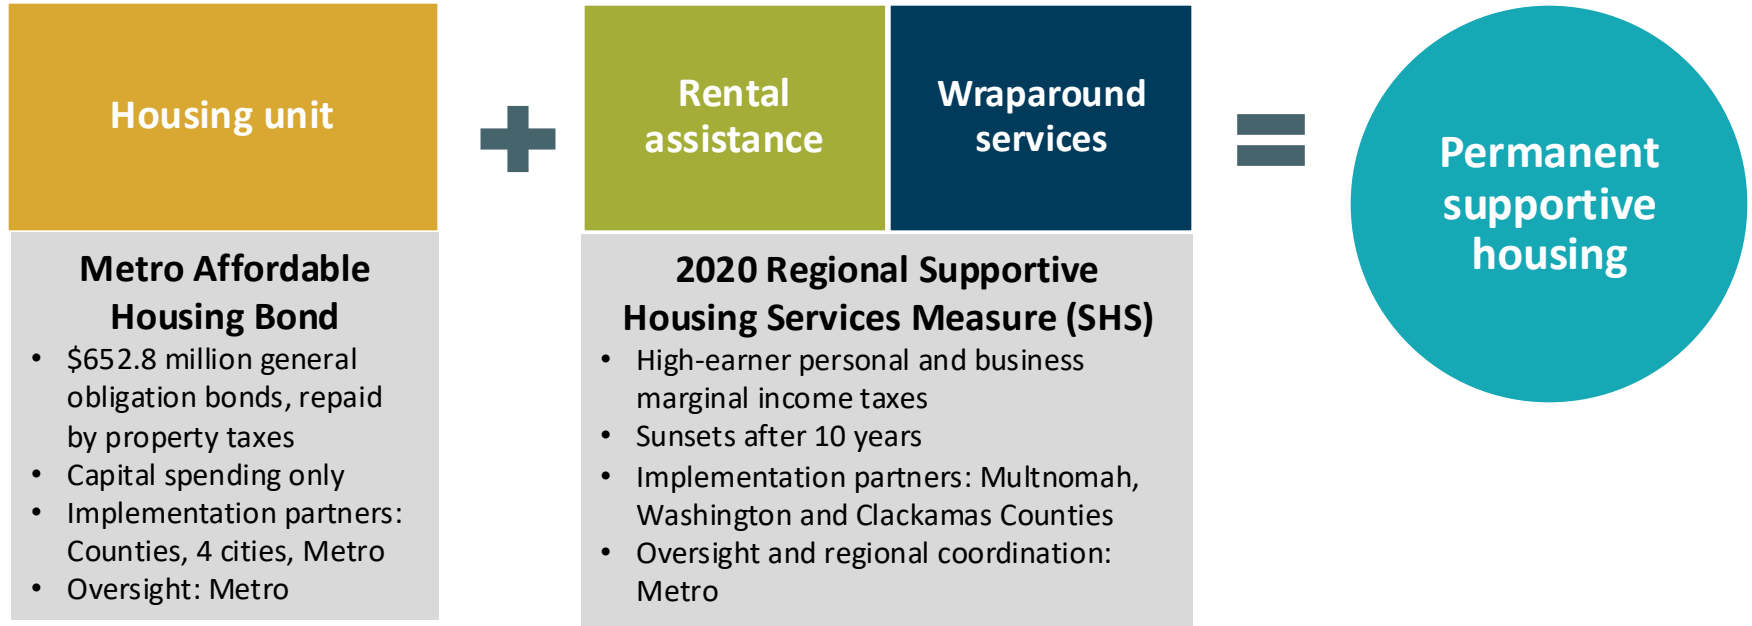 Housing unit
Rental
assistance
Wraparound
services
Permanent
supportive
housing
Metro Affordable
Housing Bond
• $652.8 million general
obligation bonds, repaid
by property taxes
• Capital spending only
• Implementation partners:
Counties, 4 cities, Metro
• Oversight: Metro
2020 Regional Supportive
Housing Services Measure (SHS)
• High-earner personal and business
marginal income taxes
• Sunsets after 10 years
• Implementation partners: Multnomah,
Washington and Clackamas Counties
• Oversight and regional coordination:
Metro